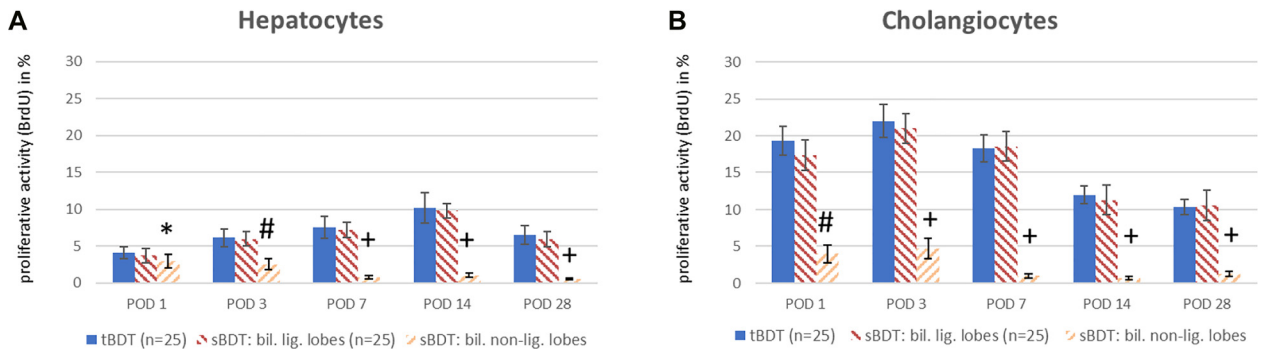 A
Hepatocytes
proliferative activity (BrdU) in %
30
25
20
15
10
5
0
*
#
+
+
+
POD 1 POD 3 POD 7 POD 14 POD 28
tBDT (n=25) sBDT: bil. lig. lobes (n=25) sBDT: bil. non-lig. lobes
B
Cholangiocytes
proliferative activity (BrdU) in %
30
25
20
15
10
5
0
#
+
+
+
+
POD 1 POD 3 POD 7 POD 14 POD 28
tBDT (n=25) sBDT: bil. lig. lobes (n=25) sBDT: bil. non-lig. lobes